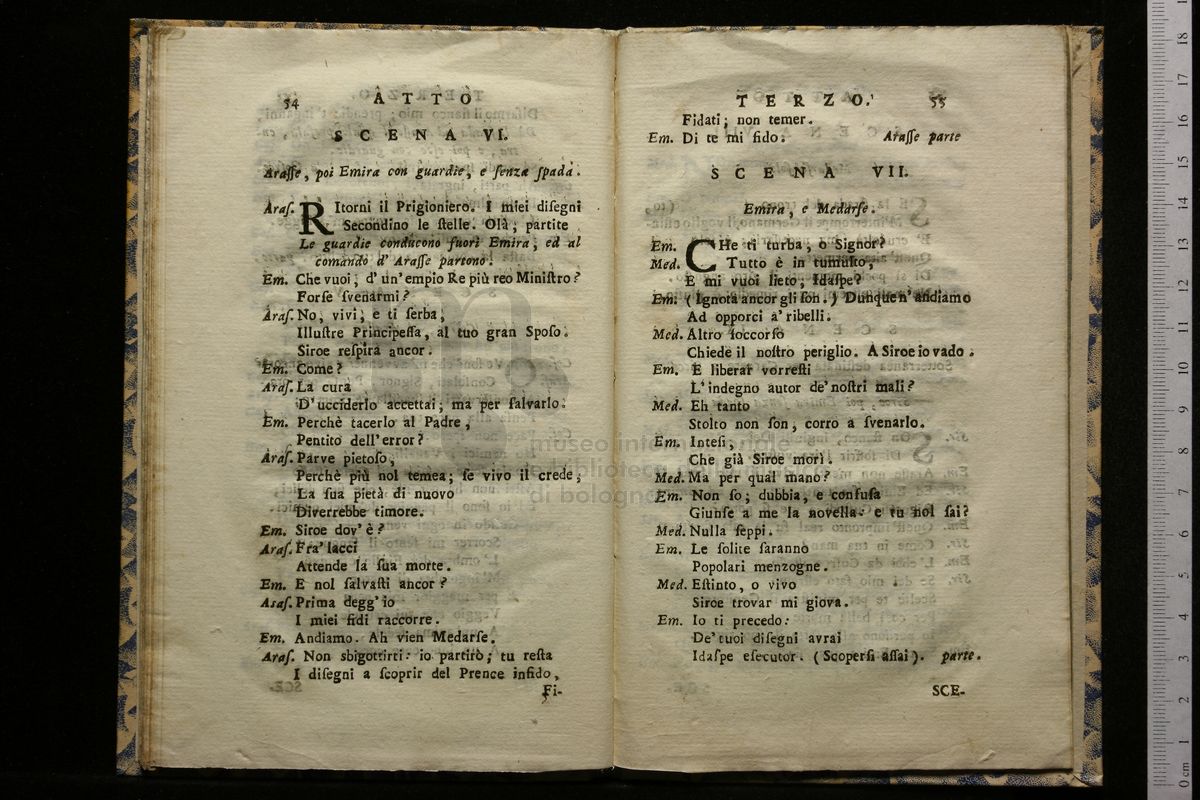 54 ATTO
SCENA VI.
Arasse, poi Emira con guardie, e senza spada.
Aras. RItorni il Prigioniero. I miei disegni
Secondino le stelle. Olà, partite
Le guardie conducono fuori Emira, ed al
comando d' Arasse partono.
Em. Che vuoi, d' un' empio Re più reo Ministro?
Forse svenarmi?
Aras. No, vivi, e ti serba,
Illustre Principessa, al tuo gran Sposo.
Siroe respira ancor.
Em. Come?
Aras. La cura
D'ucciderlo accettai; ma per salvarlo.
Em. Perchè tacerlo al Padre,
Pentito dell' error?
Aras. Parve pietoso,
Perchè più nol temea; se vivo il crede,
La sua pietà di nuovo
Diverrebbe timore.
Em. Siroe dov' è?
Aras. Fra' lacci
Attende la sua morte.
Em. E nol salvasti ancor?
Aras. Prima degg' io
I miei fidi raccorre.
Em. Andiamo. Ah vien Medarse.
Aras. Non sbigottirti: io partirò; tu resta
I disegni a scoprir del Prence infido,
Fi-
TERZO. 55
Fidati; non temer.
Em. Di te mi fido. Arasse parte
SCENA VII.
Emira, e Medarse.
Em. CHe ti turba, o Signor?
Med. Tutto è in tumulto,
E mi vuoi lieto, Idaspe?
Em. (Ignota ancor gli son.) Dunque n' andiamo
Ad opporci a' ribelli.
Med. Altro soccorso
Chiede il nostro periglio. A Siroe io vado.
Em. E liberar vorresti
L' indegno autor de' nostri mali?
Med. Eh tanto
Stolto non son, corro a svenarlo.
Em. Intesi,
Che già Siroe morì.
Med. Ma per qual mano?
Em. Non so; dubbia, e confusa
Giunse a me la novella: e tu nol sai?
Med. Nulla seppi.
Em. Le solite saranno
Popolari menzogne.
Med. Estinto, o vivo
Siroe trovar mi giova.
Em. Io ti precedo:
De' tuoi disegni avrai
Idaspe esecutor. (Scopersi assai). parte.
SCE-